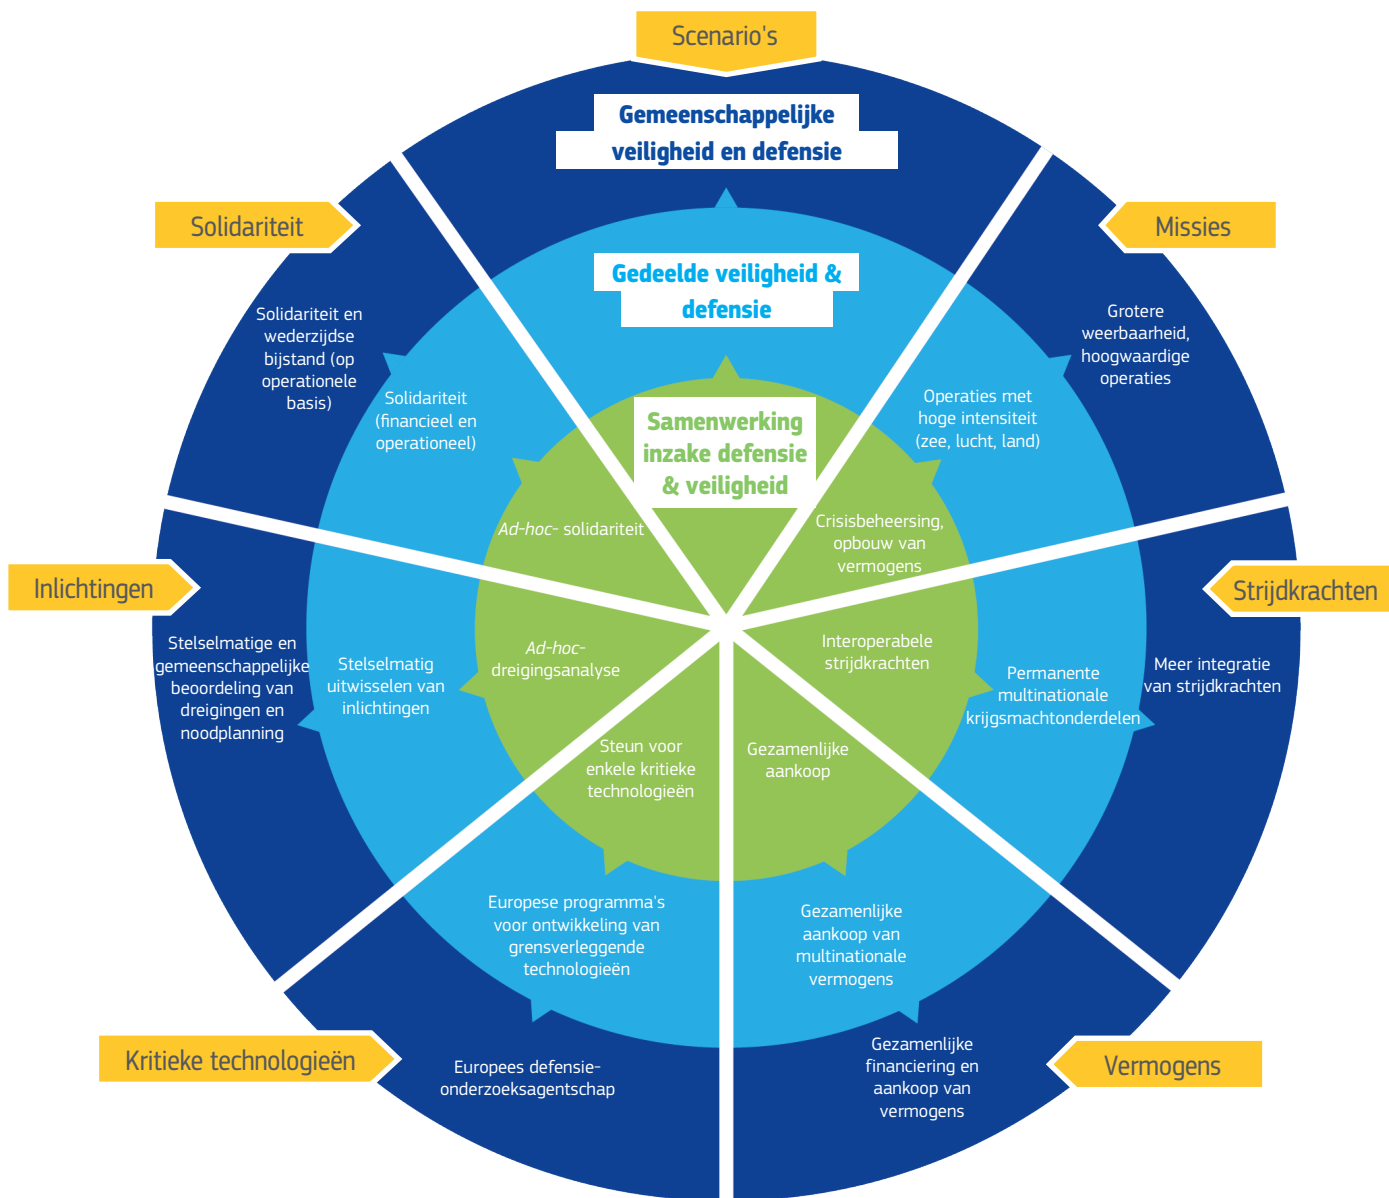 Scenario's
Gemeenschappelijke
veiligheid en defensie
Gedeelde veiligheid &
defensie
Samenwerking
inzake defensie
& veiligheid
Missies
Grotere
weerbaarheid,
hoogwaardige
operaties
Operaties met
hoge intensiteit
(zee, lucht, land)
Crisisbeheersing,
opbouw van
vermogens
Strijdkrachten
Meer integratie
van strijdkrachten
Permanente
multinationale
krijgsmachtonderdelen
Interoperabele
strijdkrachten
Vermogens
Gezamenlijke
financiering en
aankoop van
vermogens
Gezamenlijke
aankoop van
multinationale
vermogens
Gezamenlijke
aankoop
Kritieke technologieën
Europees defensie-
onderzoeksagentschap
Europese programma's
voor ontwikkeling van
grensverleggende
technologieën
Steun voor
enkele kritieke
technologieën
Inlichtingen
Stelselmatige en
gemeenschappelijke
beoordeling van
dreigingen en
noodplanning
Stelselmatig
uitwisselen van
inlichtingen
Ad-hoc-
dreigingsanalyse
Solidariteit
Solidariteit en
wederzijdse
bijstand (op
operationele
basis)
Solidariteit
(financieel en
operationeel)
Ad-hoc- solidariteit